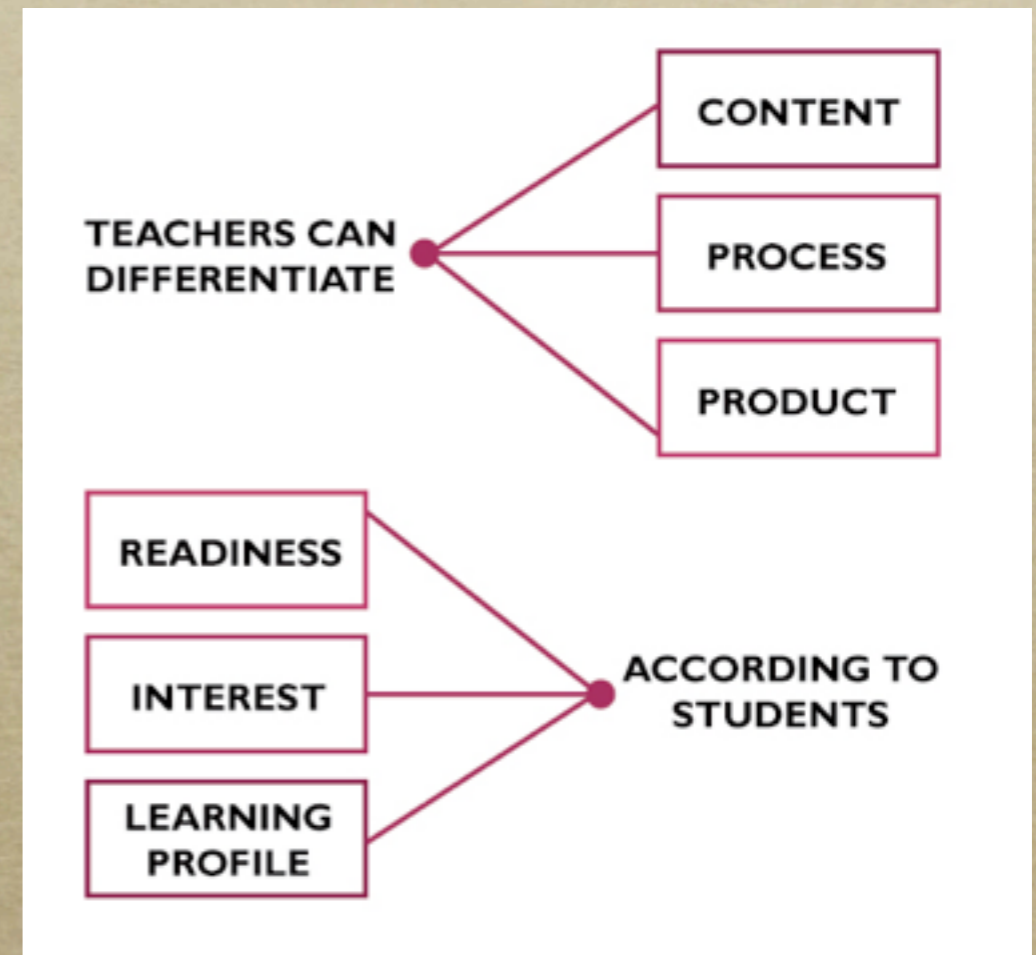 TEACHERS CAN
DIFFERENTIATE
CONTENT
PROCESS
PRODUCT
READINESS
INTEREST
LEARNING
PROFILE
ACCORDING TO
STUDENTS